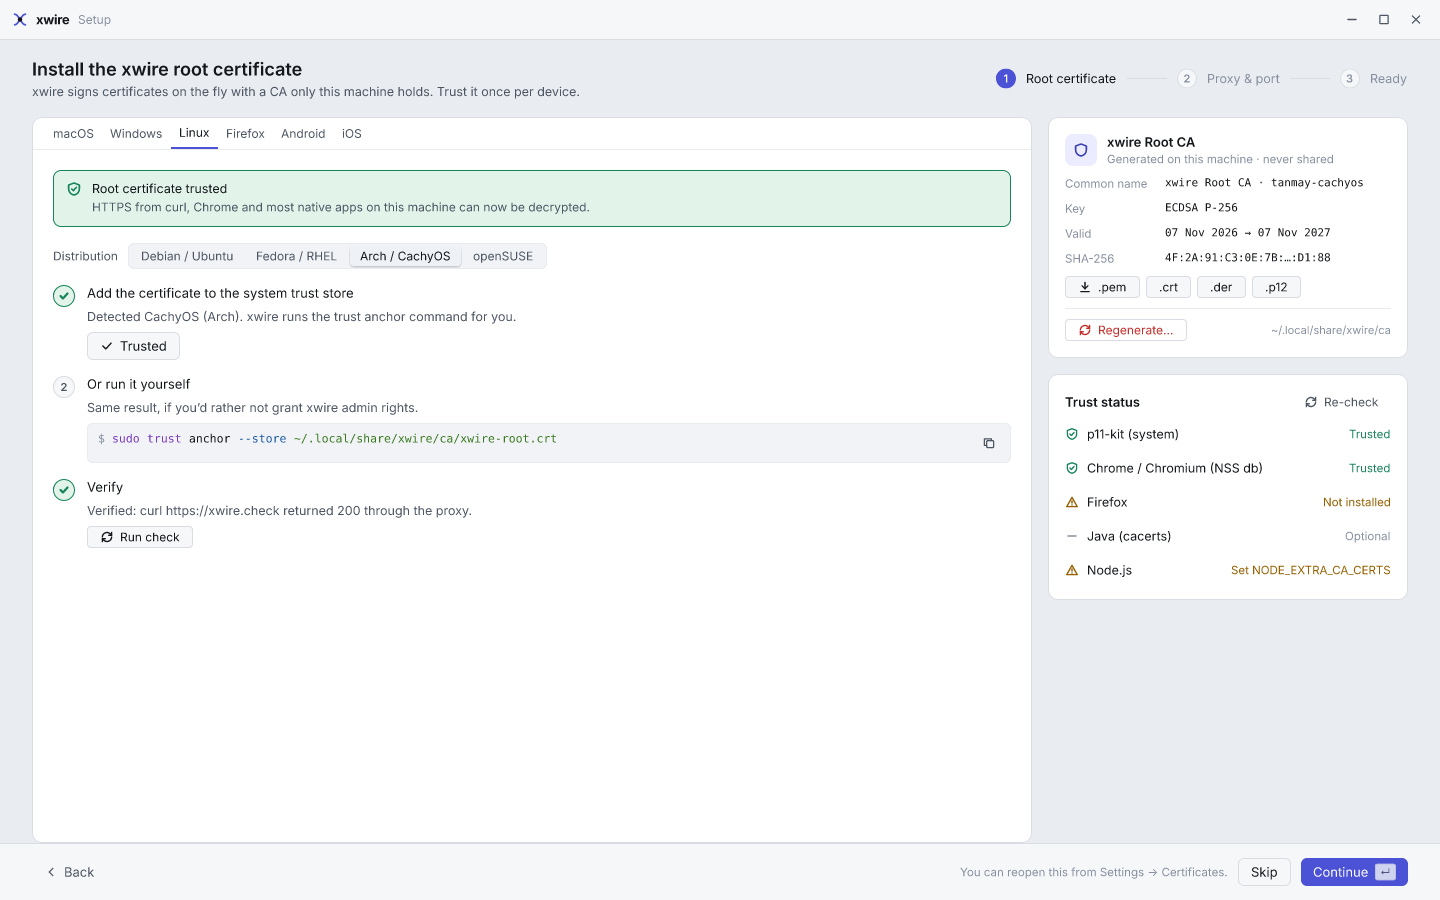 xwire Setup
Install the xwire root certificate
xwire signs certificates on the fly with a CA only this machine holds. Trust it once per device.
1 Root certificate 2 Proxy & port 3 Ready
macOS Windows Linux Firefox Android iOS
Root certificate trusted
HTTPS from curl, Chrome and most native apps on this machine can now be decrypted.
Distribution Debian / Ubuntu Fedora / RHEL Arch / CachyOS openSUSE
Add the certificate to the system trust store
Detected CachyOS (Arch). xwire runs the trust anchor command for you.
Trusted
2 Or run it yourself
Same result, if you’d rather not grant xwire admin rights.
$ sudo trust anchor --store ~/.local/share/xwire/ca/xwire-root.crt
Verify
Verified: curl https://xwire.check returned 200 through the proxy.
Run check
xwire Root CA
Generated on this machine · never shared
Common name xwire Root CA · tanmay-cachyos
Key ECDSA P-256
Valid 07 Nov 2026 → 07 Nov 2027
SHA-256 4F:2A:91:C3:0E:7B:…:D1:88
.pem .crt .der .p12
Regenerate… ~/.local/share/xwire/ca
Trust status Re-check
p11-kit (system) Trusted
Chrome / Chromium (NSS db) Trusted
Firefox Not installed
Java (cacerts) Optional
Node.js Set NODE_EXTRA_CA_CERTS
Back You can reopen this from Settings → Certificates. Skip Continue ↵